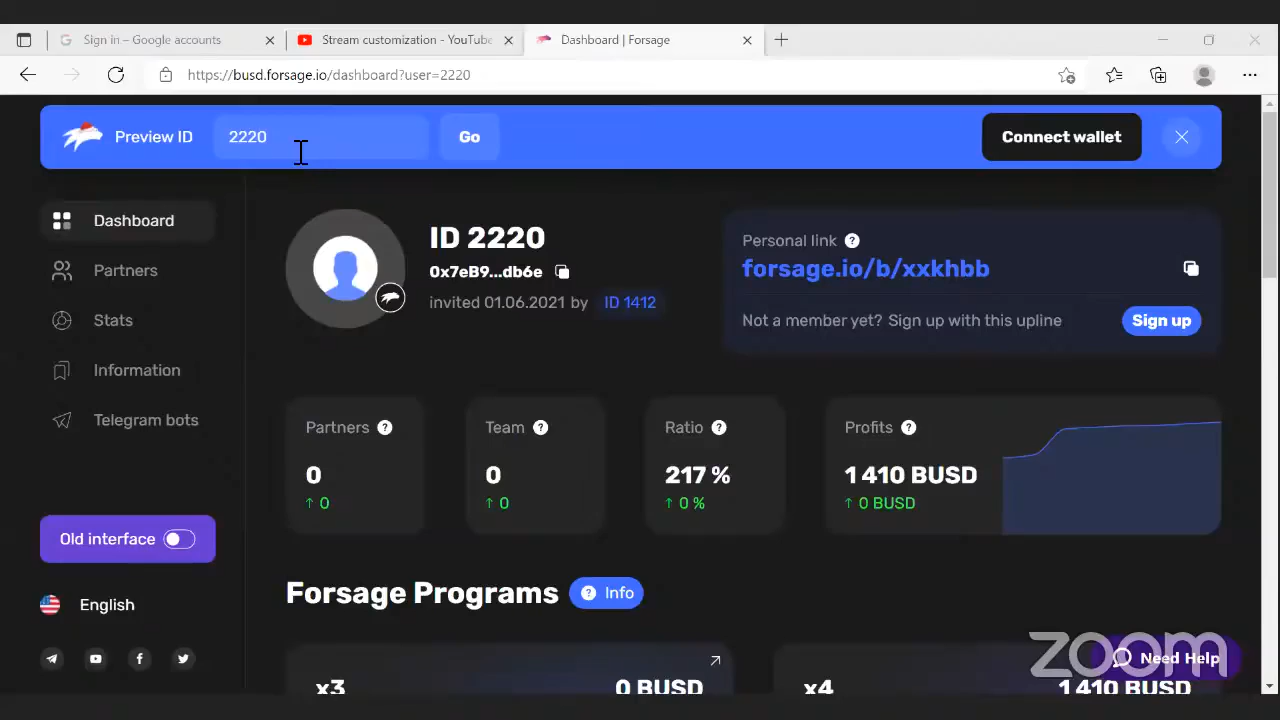 Sign in – Google accounts
Stream customization - YouTube
Dashboard | Forsage
https://busd.forsage.io/dashboard?user=2220
Preview ID
2220
Go
Connect wallet
Dashboard
Partners
Stats
Information
Telegram bots
Old interface
English
ID 2220
0x7eB9...db6e
invited 01.06.2021 by ID 1412
Personal link ?
forsage.io/b/xxkhbb
Not a member yet? Sign up with this upline
Sign up
Partners ?
0
↑ 0
Team ?
0
↑ 0
Ratio ?
217 %
↑ 0 %
Profits ?
1 410 BUSD
↑ 0 BUSD
Forsage Programs
? Info
x3
0 BUSD
x4
1 410 BUSD
zoom
Need Help